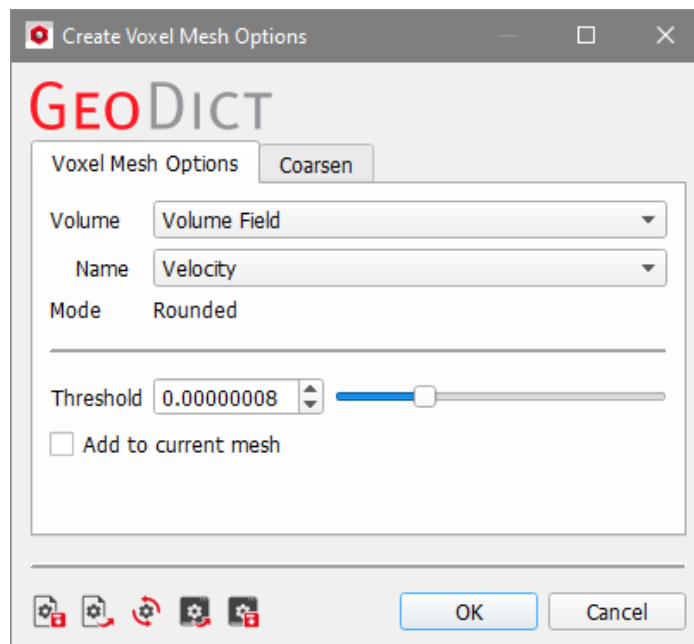 Create Voxel Mesh Options
GEODICT
Voxel Mesh Options Coarsen
Volume Volume Field
Name Velocity
Mode Rounded
Threshold 0.00000008
Add to current mesh
OK Cancel